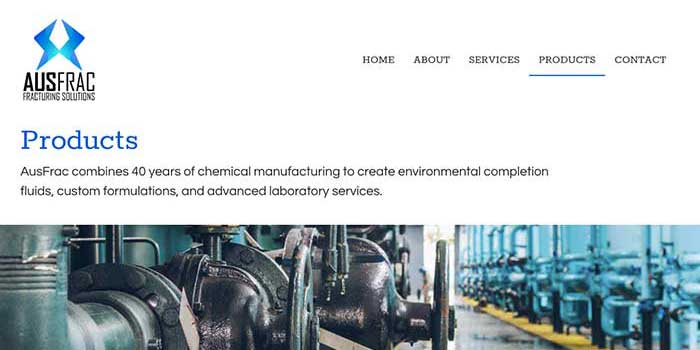 AUSFRAC
FRACTURING SOLUTIONS
HOME ABOUT SERVICES PRODUCTS CONTACT
Products
AusFrac combines 40 years of chemical manufacturing to create environmental completion
fluids, custom formulations, and advanced laboratory services.